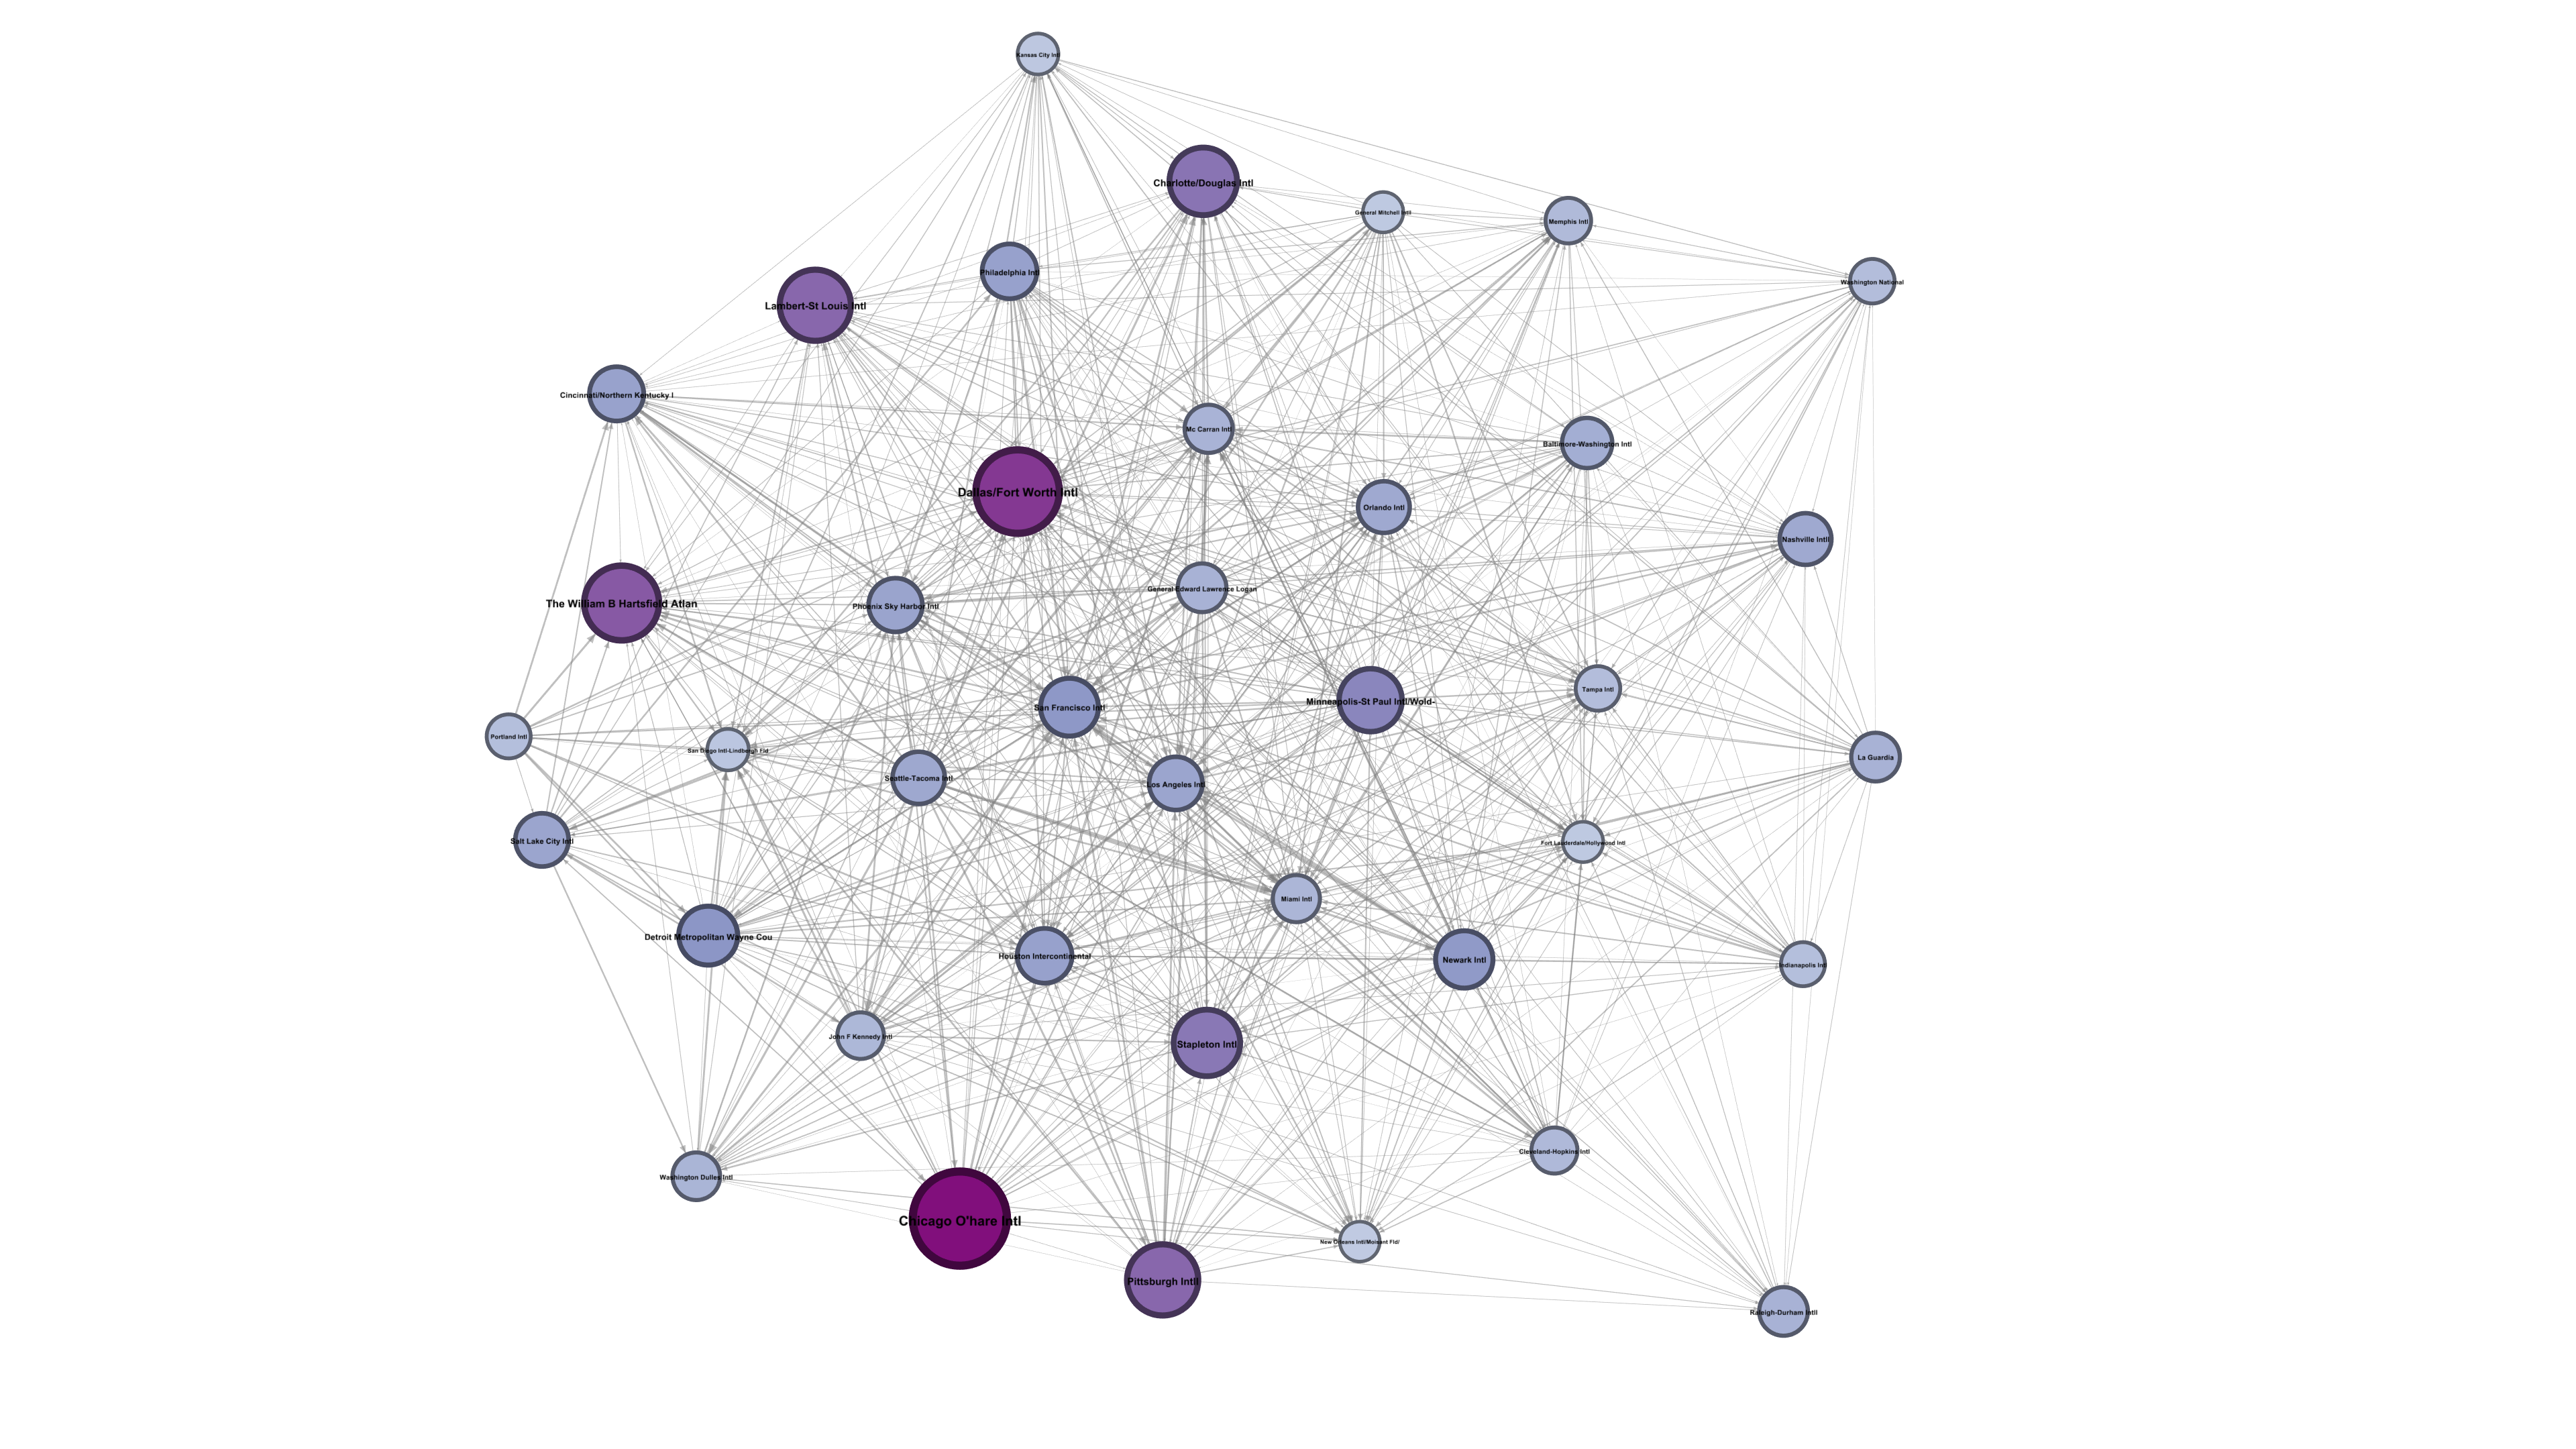 Kansas City Intl
Charlotte/Douglas Intl
General Mitchell Intll
Memphis Intl
Philadelphia Intl
Washington National
Lambert-St Louis Intl
Cincinnati/Northern Kentucky I
Mc Carran Intl
Baltimore-Washington Intl
Dallas/Fort Worth Intl
Orlando Intl
Nashville Intll
General Edward Lawrence Logan
The William B Hartsfield Atlan
Phoenix Sky Harbor Intl
Tampa Intl
Minneapolis-St Paul Intl/Wold-
San Francisco Intl
Portland Intl
San Diego Intl-Lindbergh Fld
La Guardia
Seattle-Tacoma Intl
Los Angeles Intl
Salt Lake City Intl
Fort Lauderdale/Hollywood Intl
Miami Intl
Detroit Metropolitan Wayne Cou
Houston Intercontinental
Newark Intl
Indianapolis Intl
John F Kennedy Intl
Stapleton Intl
Cleveland-Hopkins Intl
Washington Dulles Intl
Chicago O'hare Intl
New Orleans Intl/Moisant Fld/
Pittsburgh Intll
Raleigh-Durham Intll